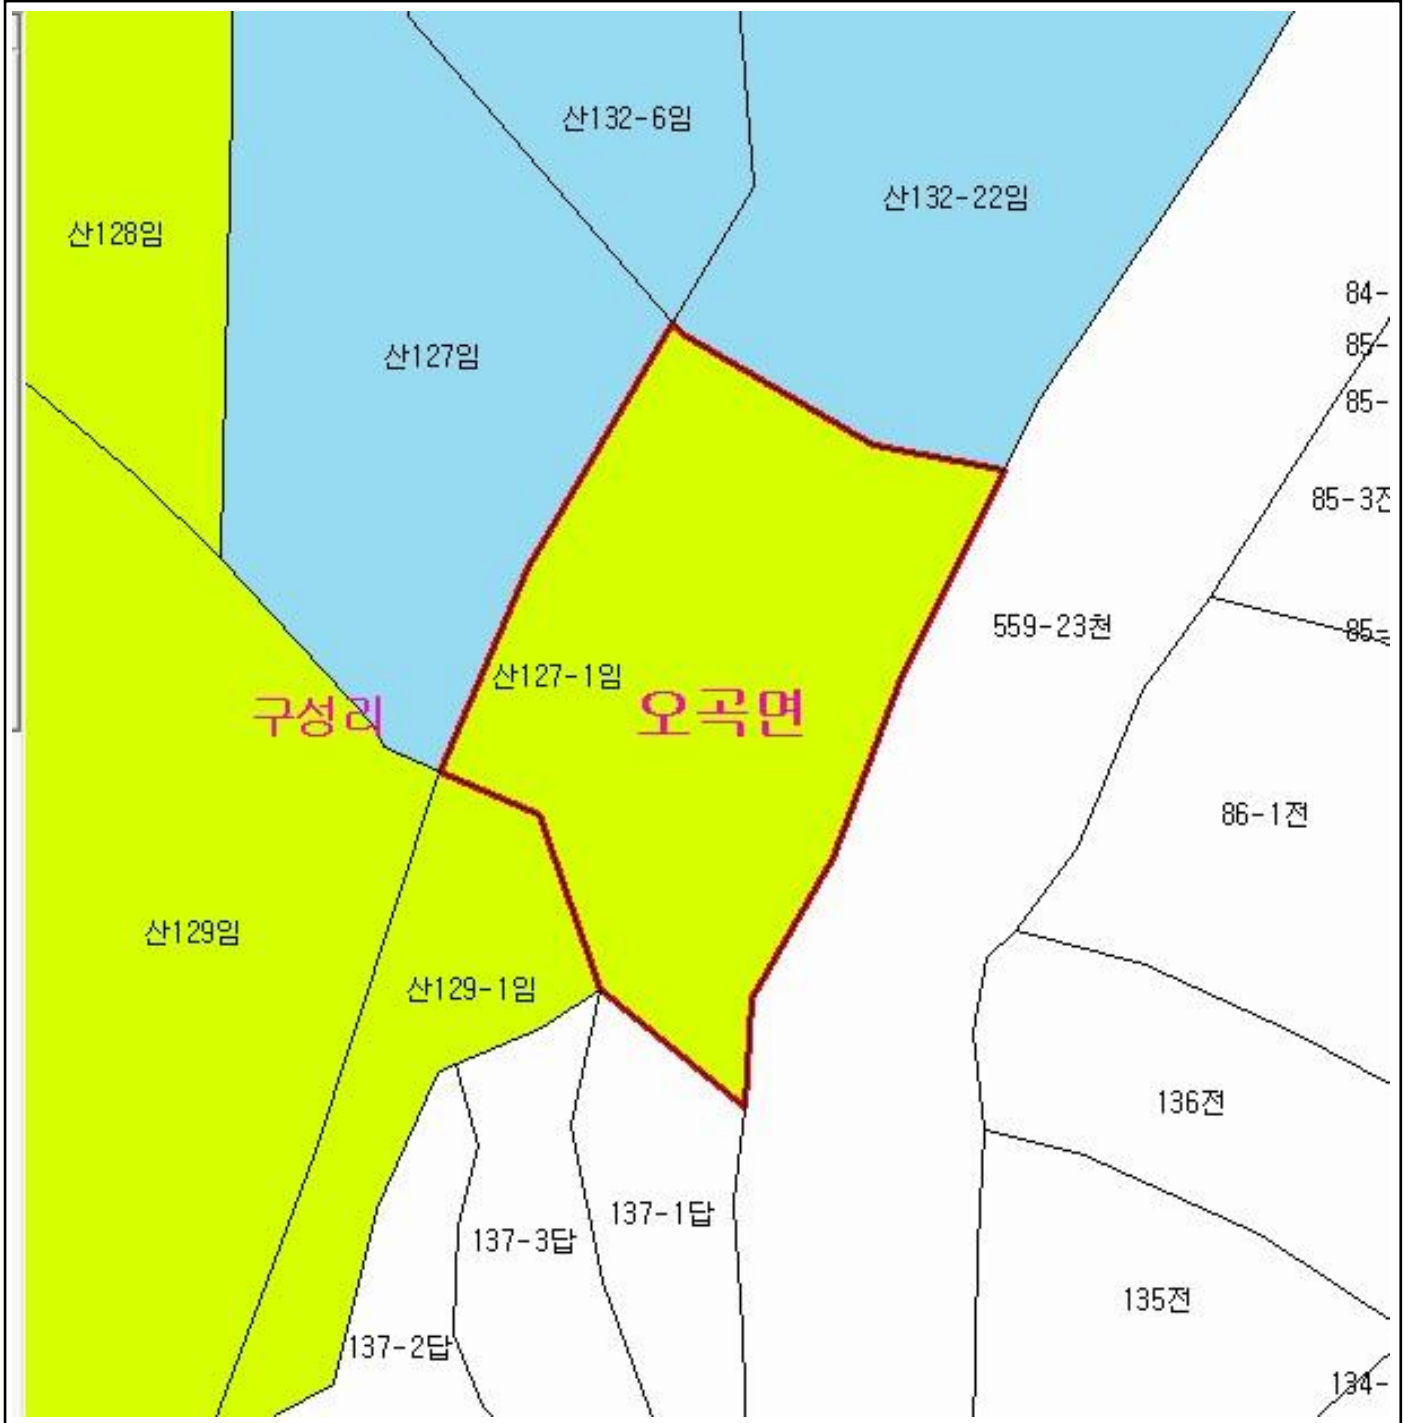 산132-6임
산132-22임
산128임
84-
산127임
85-
85-
85-3전
559-23천
85-
산127-1임
구성리
오곡면
86-1전
산129임
산129-1임
136전
137-1답
137-3답
135전
137-2답
134-